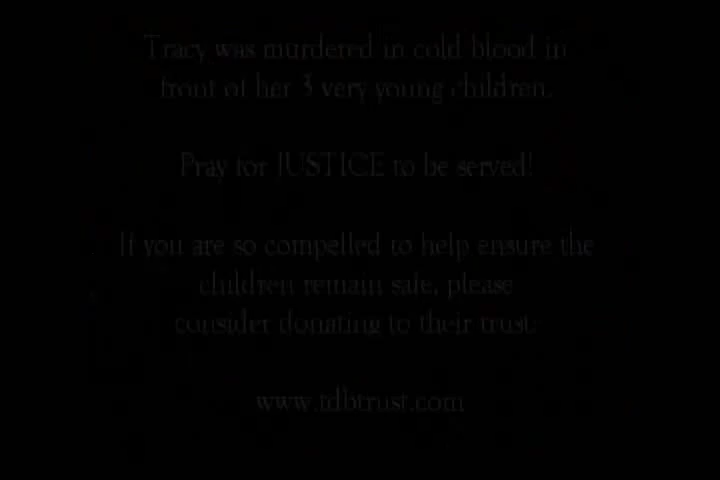 Tracy was murdered in cold blood in
front of her 3 very young children.
Pray for JUSTICE to be served!
If you are so compelled to help ensure the
children remain safe, please
consider donating to their trust:
www.tdbtrust.com